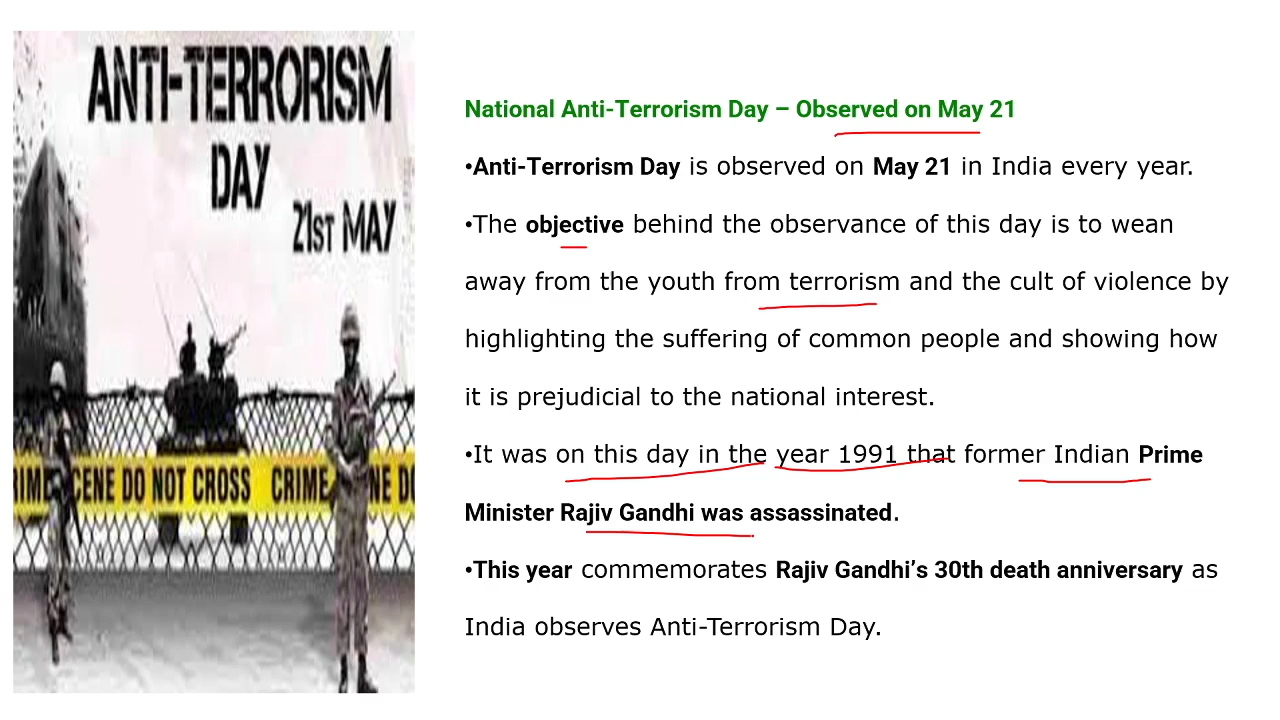 ANTI-TERRORISM
DAY
21ST MAY
CRIME SCENE DO NOT CROSS CRIME SCENE DO
National Anti-Terrorism Day – Observed on May 21
•Anti-Terrorism Day is observed on May 21 in India every year.
•The objective behind the observance of this day is to wean
away from the youth from terrorism and the cult of violence by
highlighting the suffering of common people and showing how
it is prejudicial to the national interest.
•It was on this day in the year 1991 that former Indian Prime
Minister Rajiv Gandhi was assassinated.
•This year commemorates Rajiv Gandhi’s 30th death anniversary as
India observes Anti-Terrorism Day.